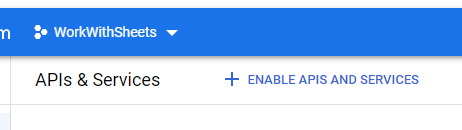 m WorkWithSheets
APIs & Services + ENABLE APIS AND SERVICES